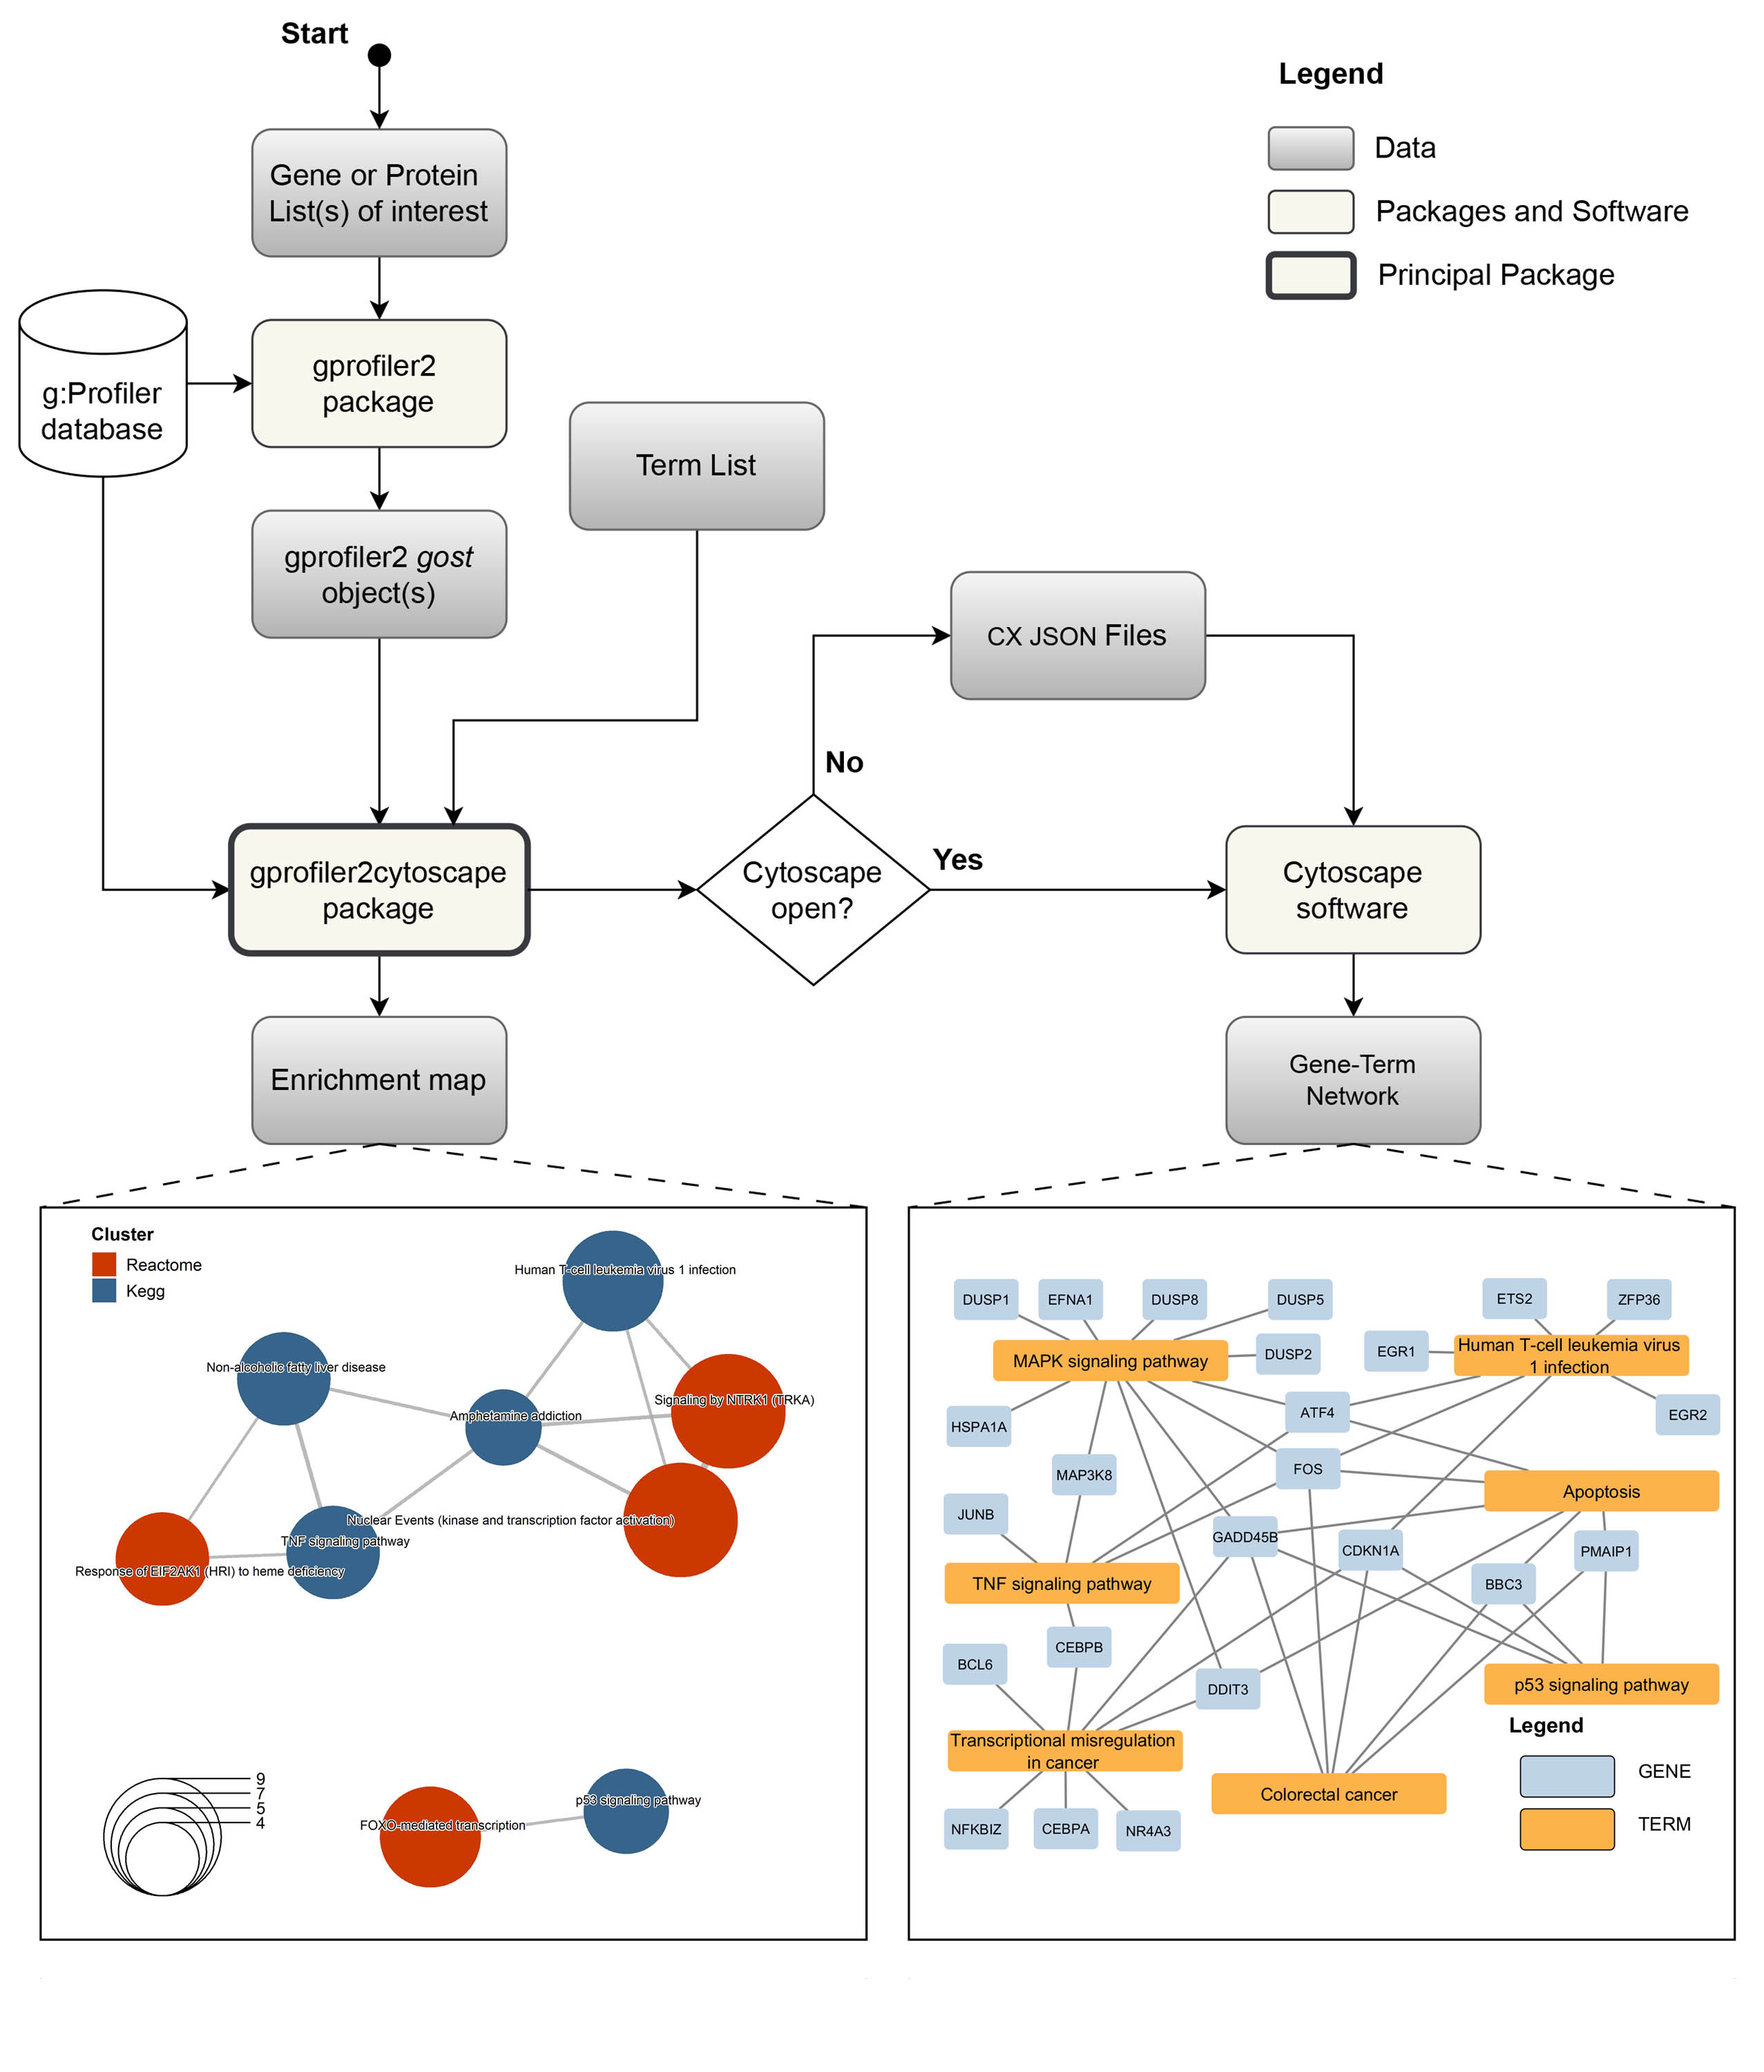 Start
Legend
Data
Packages and Software
Principal Package
Gene or Protein
List(s) of interest
g:Profiler
database
gprofiler2
package
Term List
gprofiler2 gost
object(s)
CX JSON Files
No
Yes
gprofiler2cytoscape
package
Cytoscape
open?
Cytoscape
software
Enrichment map
Gene-Term
Network
Cluster
Reactome
Kegg
Human T-cell leukemia virus 1 infection
Non-alcoholic fatty liver disease
Signaling by NTRK1 (TRKA)
Amphetamine addiction
Nuclear Events (kinase and transcription factor activation)
TNF signaling pathway
Response of EIF2AK1 (HRI) to heme deficiency
9
7
5
4
p53 signaling pathway
FOXO-mediated transcription
DUSP1
EFNA1
DUSP8
DUSP5
ETS2
ZFP36
MAPK signaling pathway
DUSP2
EGR1
Human T-cell leukemia virus
1 infection
HSPA1A
ATF4
EGR2
MAP3K8
FOS
Apoptosis
JUNB
GADD45B
CDKN1A
PMAIP1
TNF signaling pathway
BBC3
CEBPB
BCL6
DDIT3
p53 signaling pathway
Transcriptional misregulation
in cancer
Colorectal cancer
NFKBIZ
CEBPA
NR4A3
Legend
GENE
TERM